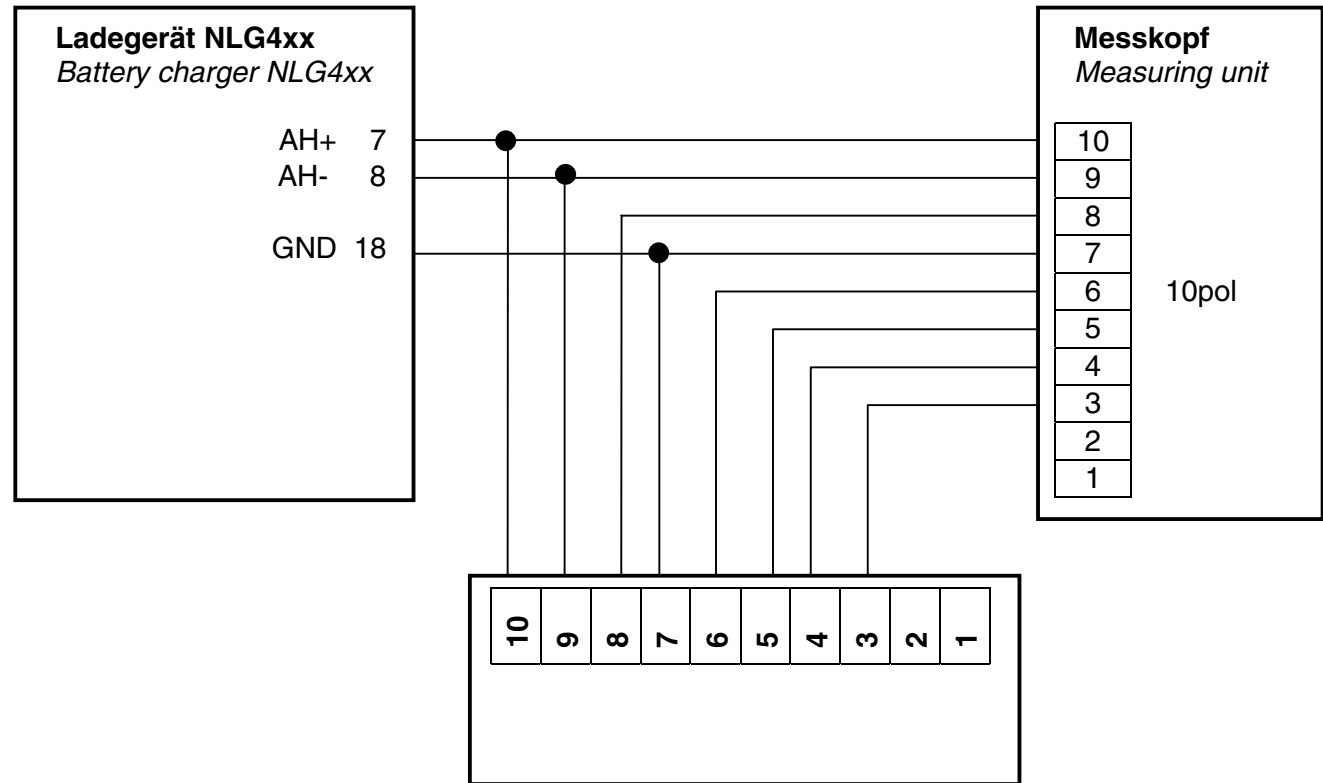 Ladegerät NLG4xx
Battery charger NLG4xx
AH+ 7
AH- 8
GND 18
Messkopf
Measuring unit
10
9
8
7
6 10pol
5
4
3
2
1
10 9 8 7 6 5 4 3 2 1